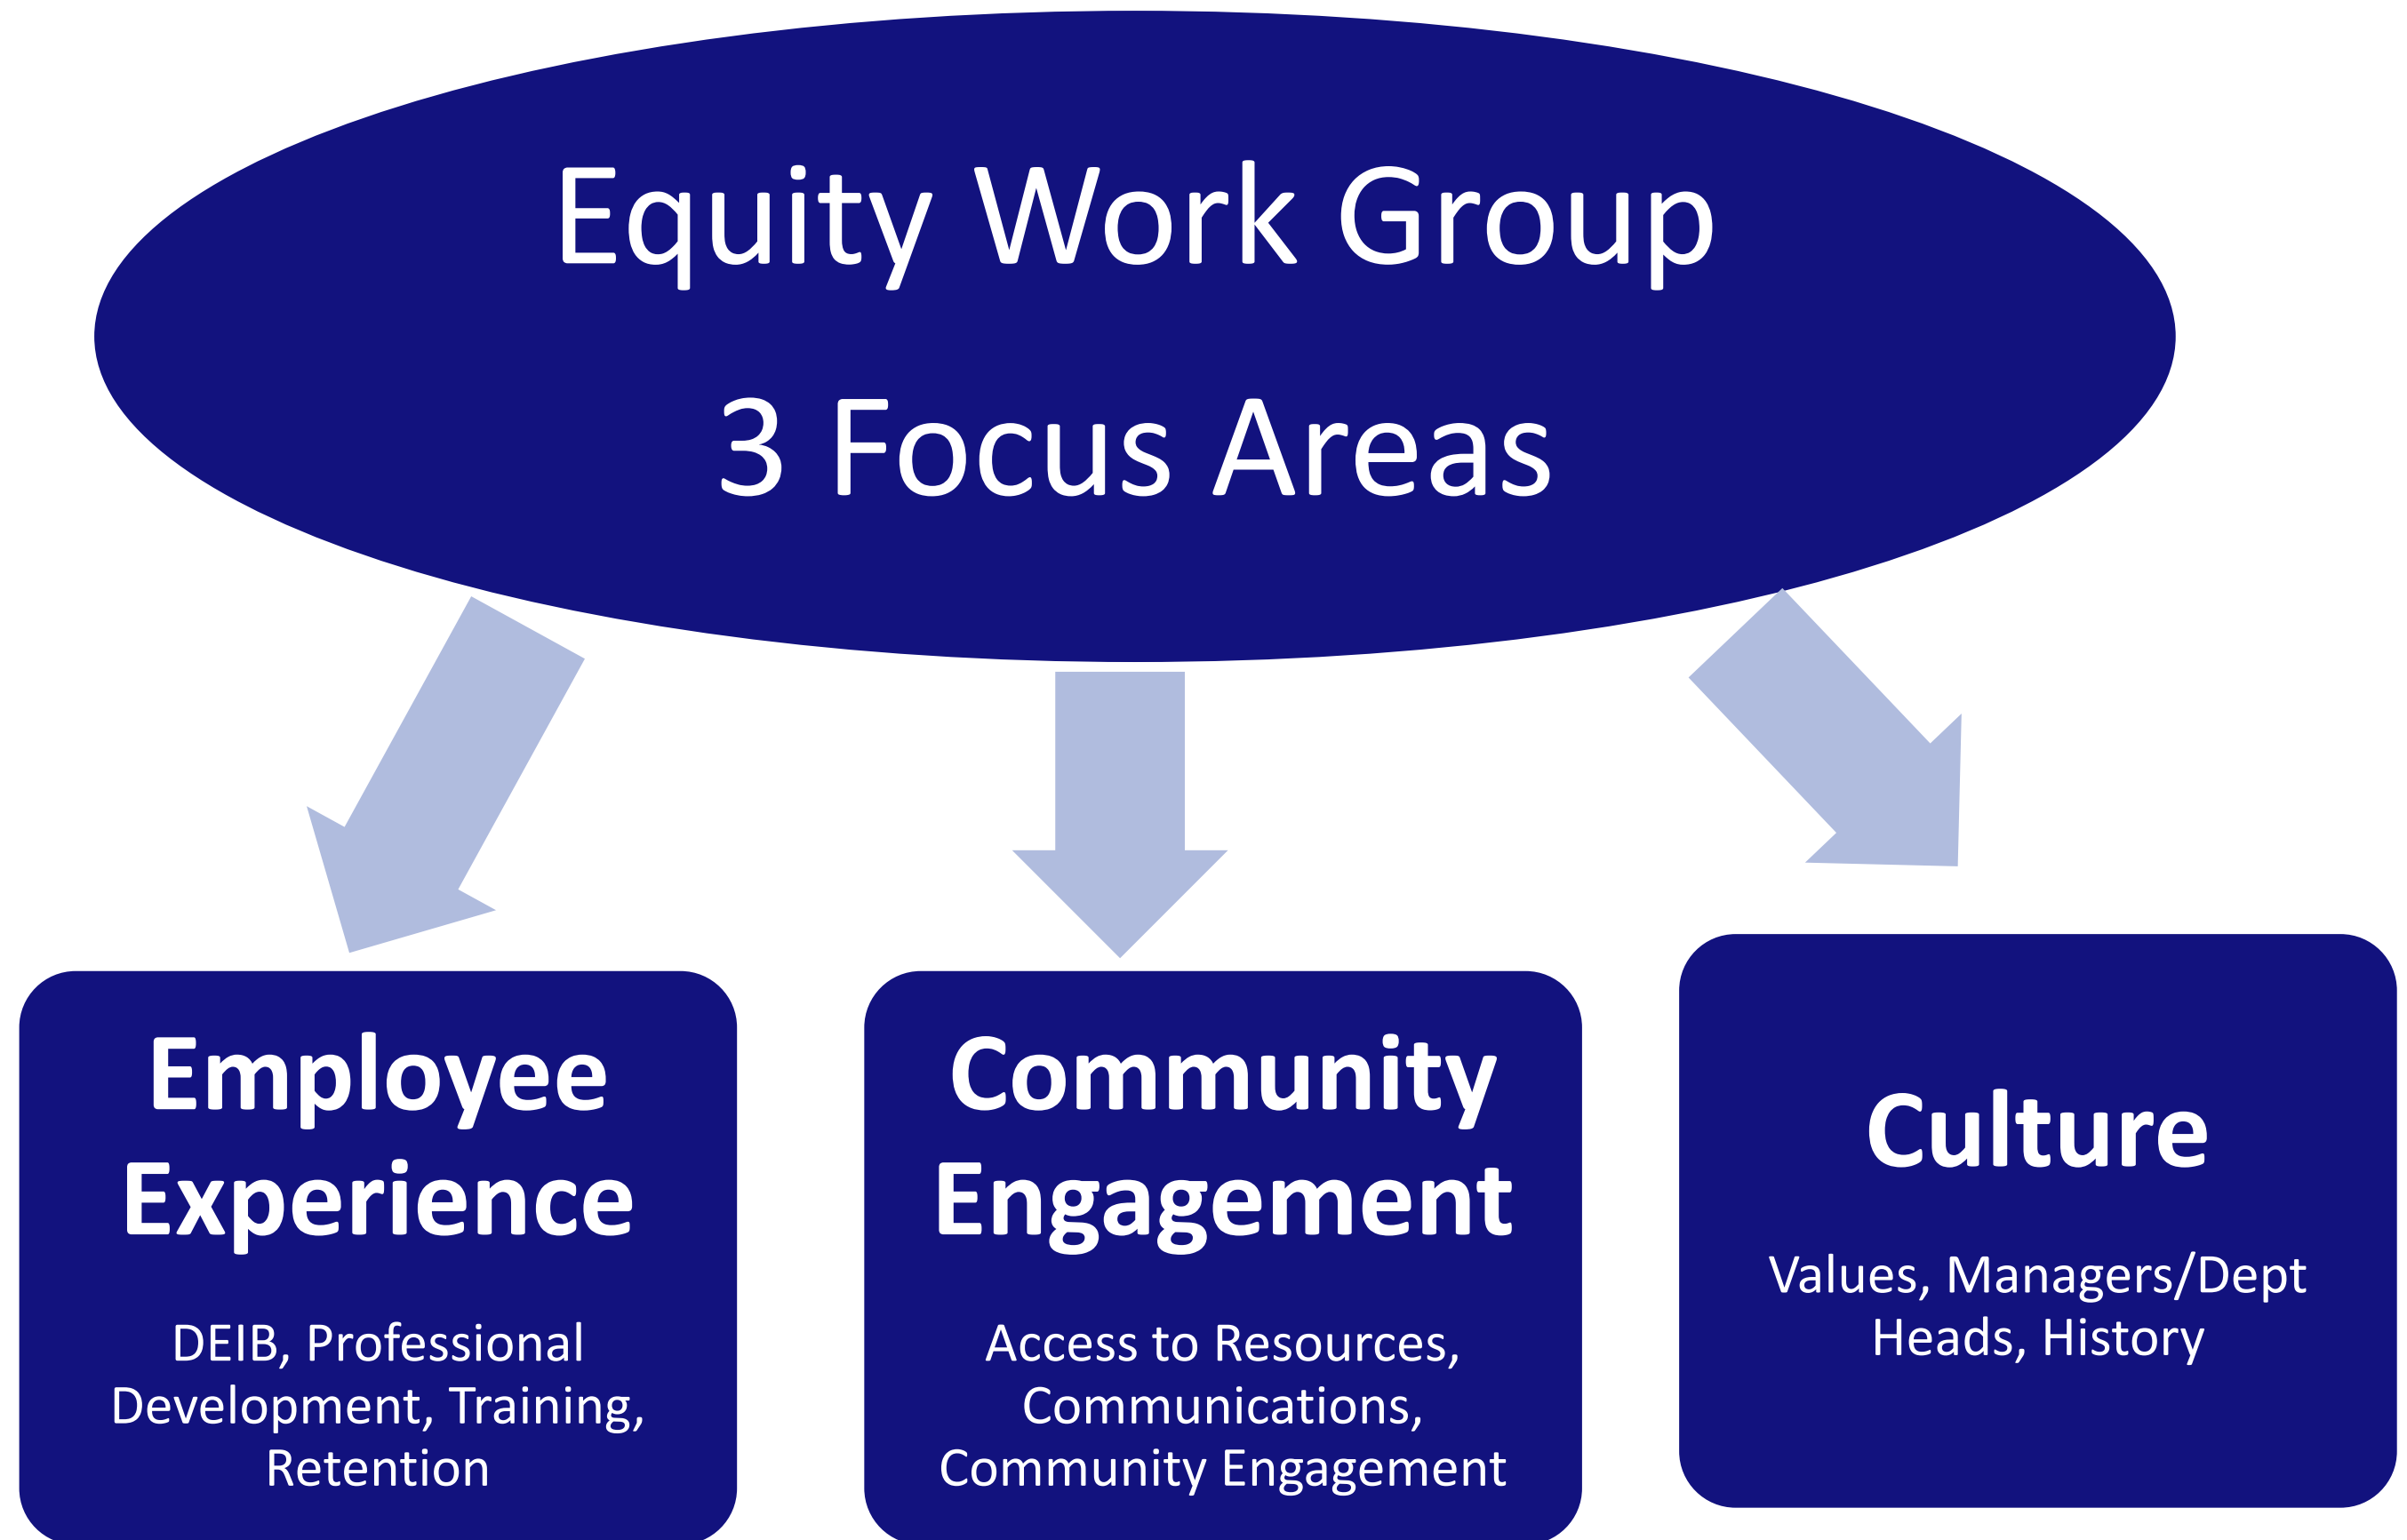 Equity Work Group
3 Focus Areas
Employee
Experience
DEIB, Professional
Development, Training,
Retention
Community
Engagement
Access to Resources,
Communications,
Community Engagement
Culture
Values, Managers/Dept
Heads, History